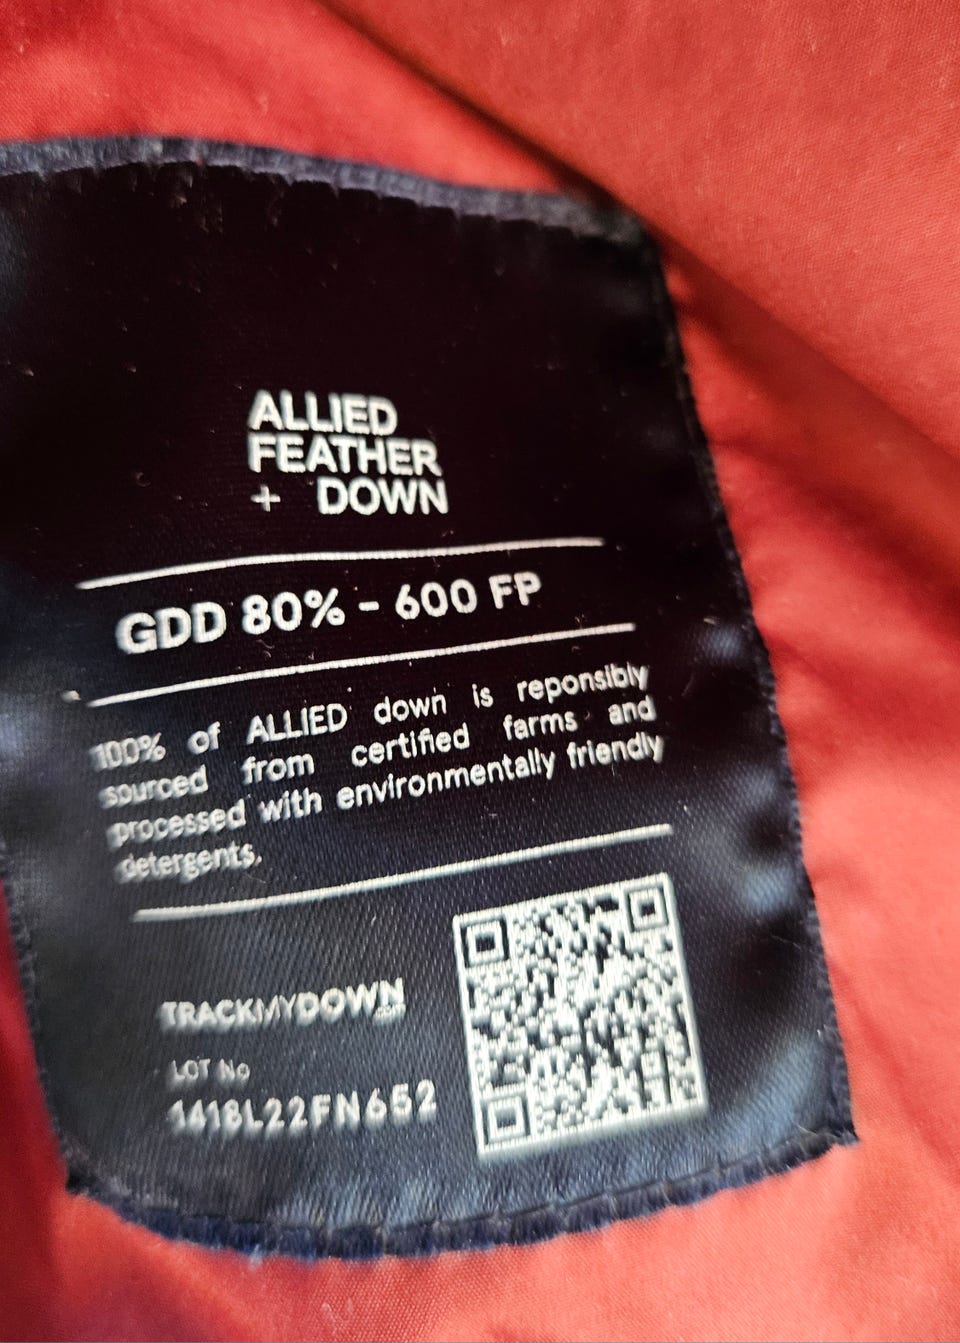 ALLIED
FEATHER
+ DOWN
GDD 80% - 600 FP
100% of ALLIED down is reponsibly
sourced from certified farms and
processed with environmentally friendly
detergents.
TRACKMYDOWN
.com
LOT No
1418L22FN652